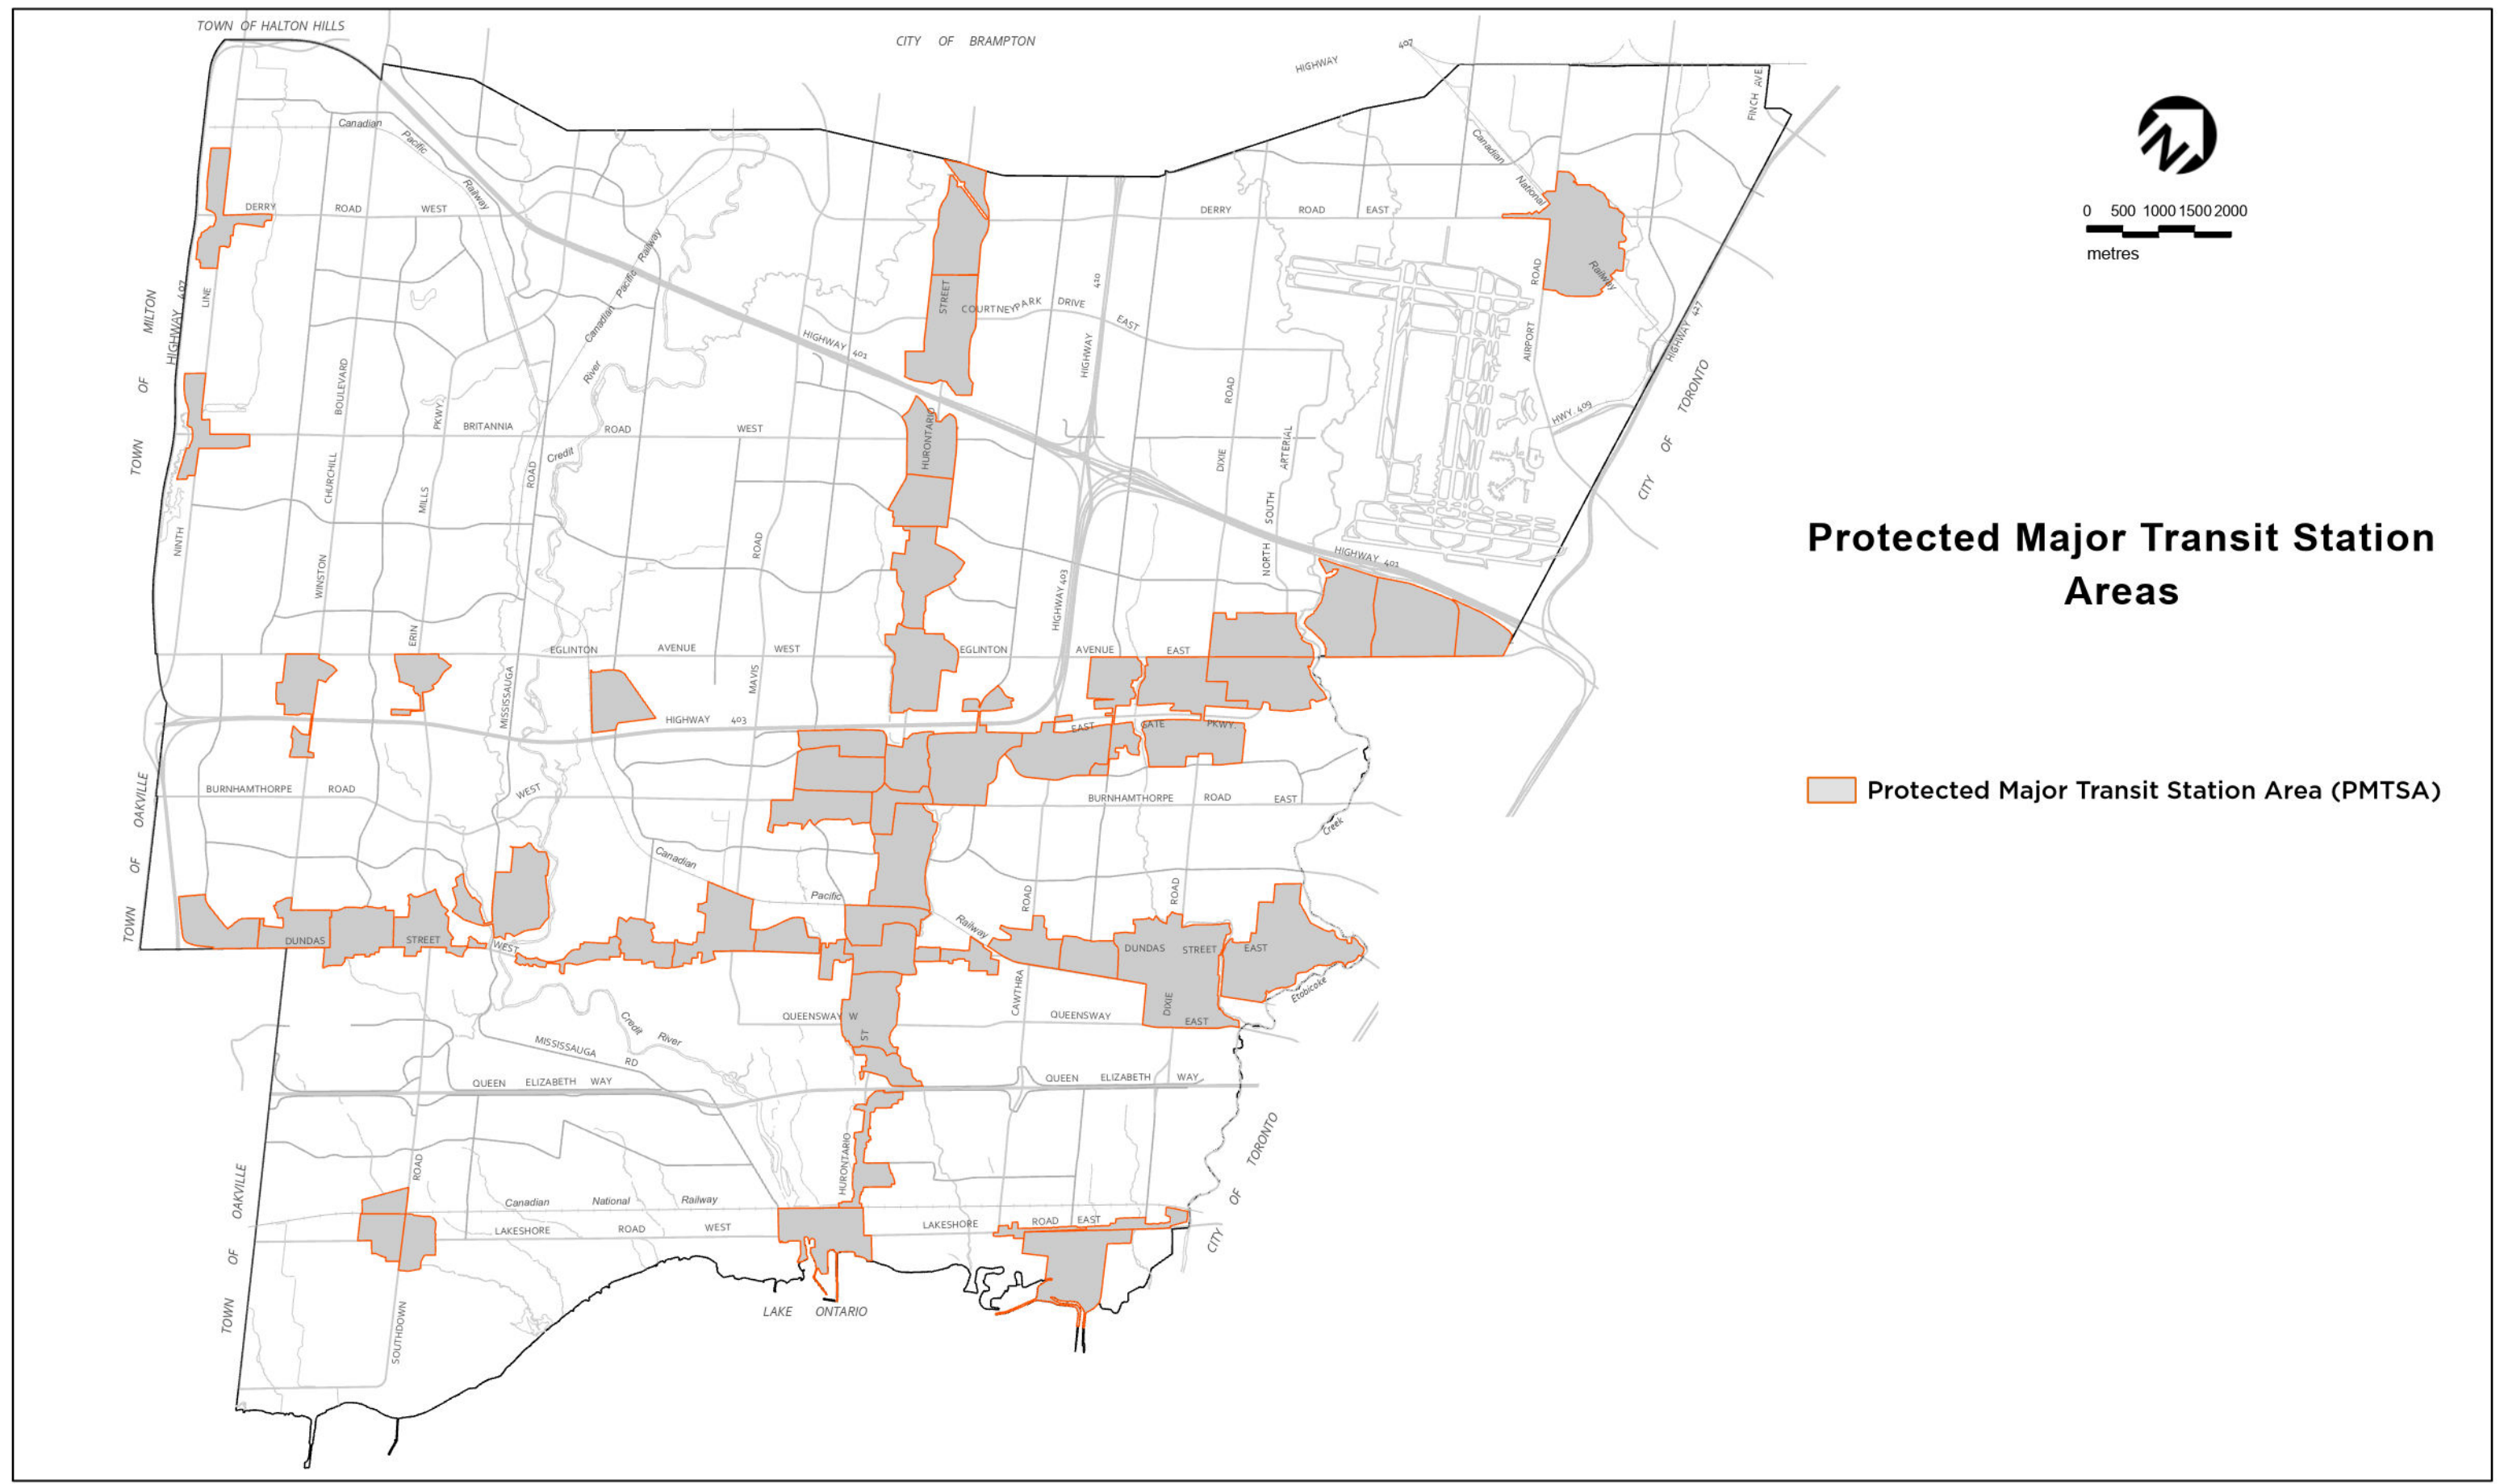 TOWN OF HALTON HILLS
CITY OF BRAMPTON
HIGHWAY
407
FINCH AVE.
Canadian
Pacific
Railway
Canadian
National
Railway
DERRY ROAD WEST
DERRY ROAD EAST
0 500 1000 1500 2000
metres
Canadian
Pacific
Railway
TOWN OF MILTON
HIGHWAY 407
LINE
STREET
COURTNEYPARK DRIVE
EAST
410
HIGHWAY
HIGHWAY 401
ROAD
AIRPORT
HIGHWAY 427
HWY. 409
CITY OF TORONTO
River
Credit
BOULEVARD
CHURCHILL
WINSTON
PKWY.
MILLS
ERIN
BRITANNIA ROAD WEST
HURONTARIO
ROAD
MISSISSAUGA
ROAD
DIXIE
ARTERIAL
SOUTH
NORTH
NINTH
ROAD
MAVIS
HIGHWAY 403
HIGHWAY 401
Protected Major Transit Station
Areas
EGLINTON AVENUE WEST
EGLINTON AVENUE EAST
HIGHWAY 403
EAST GATE PKWY.
TOWN OF OAKVILLE
BURNHAMTHORPE ROAD
WEST
BURNHAMTHORPE ROAD EAST
Protected Major Transit Station Area (PMTSA)
Creek
Canadian
Pacific
Railway
ROAD
ROAD
DUNDAS STREET
WEST
DUNDAS STREET EAST
Etobicoke
CAWTHRA
DIXIE
QUEENSWAY W
QUEENSWAY
EAST
ST
Credit
River
MISSISSAUGA
RD
QUEEN ELIZABETH WAY
QUEEN ELIZABETH WAY
TOWN OF OAKVILLE
CITY OF TORONTO
ROAD
HURONTARIO
Canadian National Railway
LAKESHORE ROAD WEST
LAKESHORE
ROAD EAST
SOUTHDOWN
LAKE ONTARIO